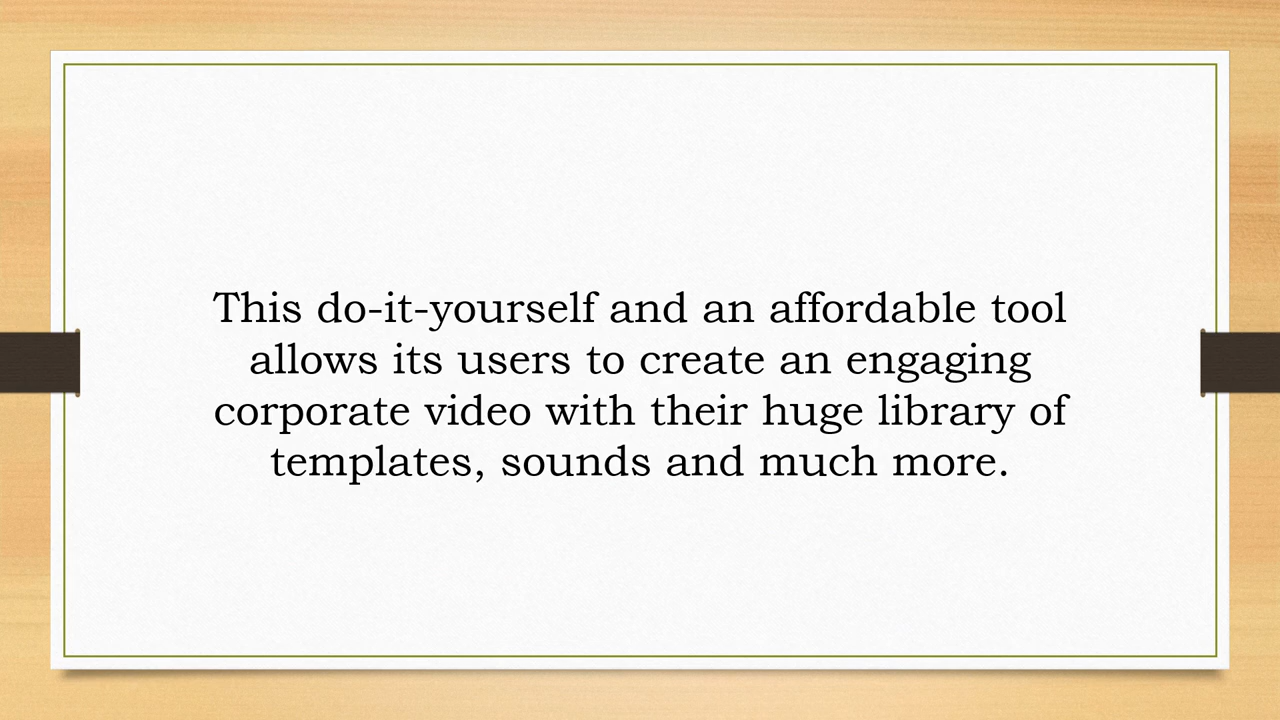 This do-it-yourself and an affordable tool
allows its users to create an engaging
corporate video with their huge library of
templates, sounds and much more.